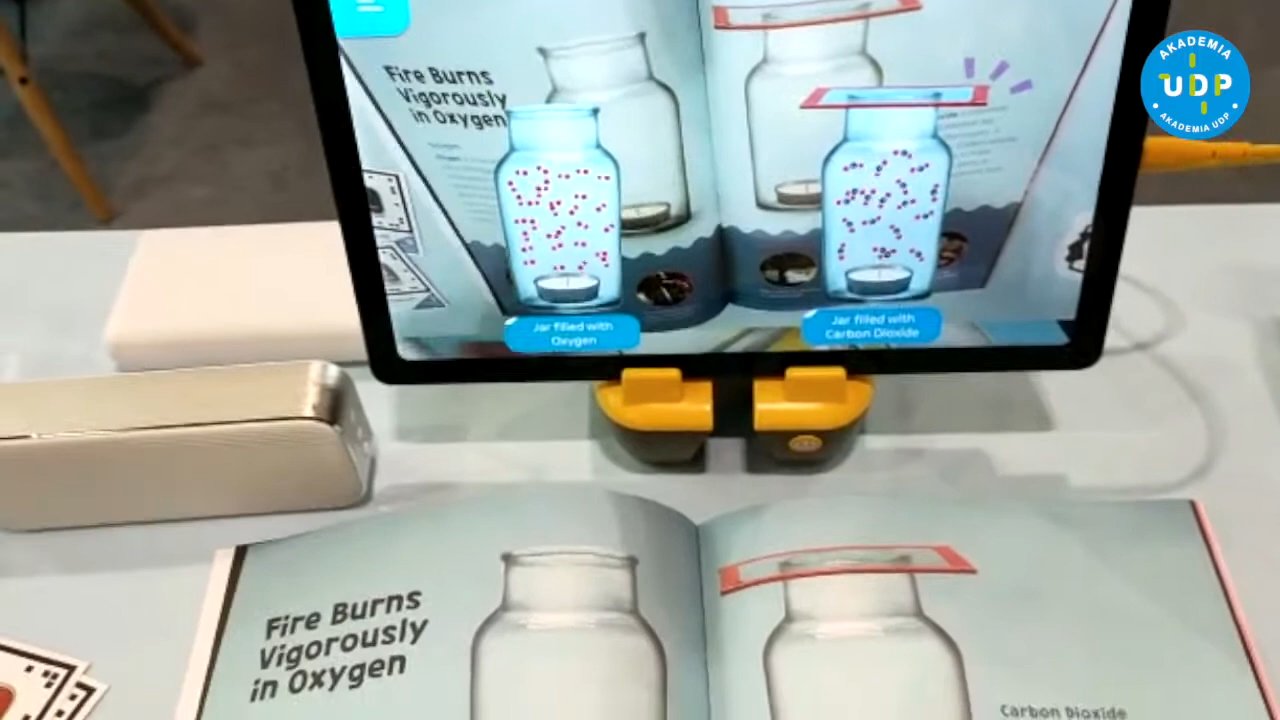 AKADEMIA
UDP
AKADEMIA UDP
Fire Burns
Vigorously
in Oxygen
Jar filled with
Oxygen
Jar filled with
Carbon Dioxide
Fire Burns
Vigorously
in Oxygen
Carbon Dioxide